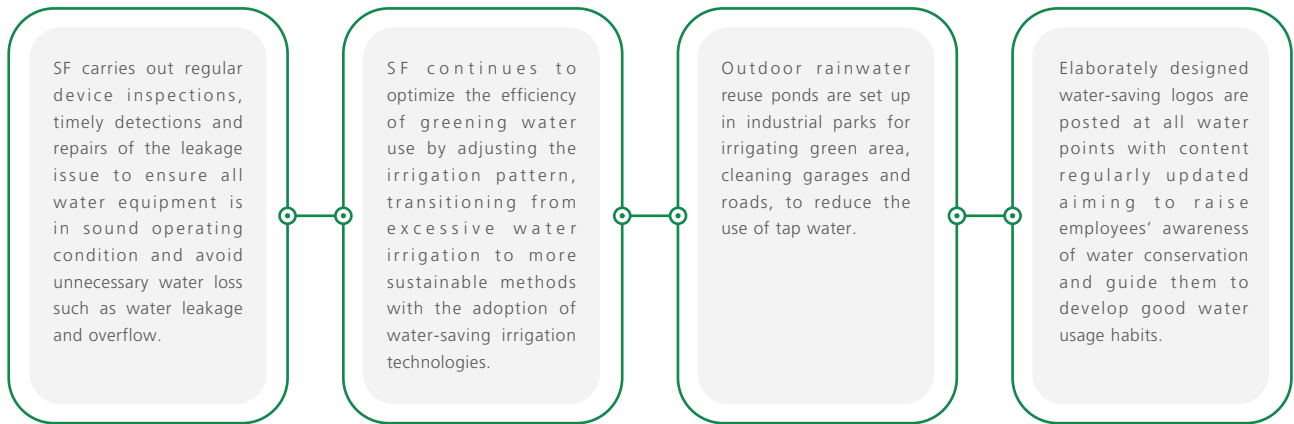 SF carries out regular
device inspections,
timely detections and
repairs of the leakage
issue to ensure all
water equipment is
in sound operating
condition and avoid
unnecessary water loss
such as water leakage
and overflow.
SF continues to
optimize the efficiency
of greening water
use by adjusting the
irrigation pattern,
transitioning from
excessive water
irrigation to more
sustainable methods
with the adoption of
water-saving irrigation
technologies.
Outdoor rainwater
reuse ponds are set up
in industrial parks for
irrigating green area,
cleaning garages and
roads, to reduce the
use of tap water.
Elaborately designed
water-saving logos are
posted at all water
points with content
regularly updated
aiming to raise
employees’ awareness
of water conservation
and guide them to
develop good water
usage habits.